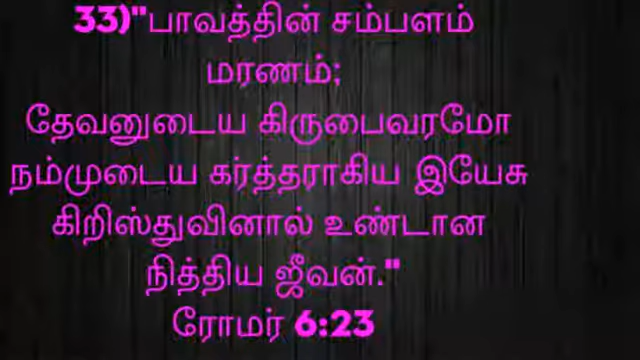 33)"பாவத்தின் சம்பளம்
மரணம்;
தேவனுடைய கிருபைவரமோ
நம்முடைய கர்த்தராகிய இயேசு
கிறிஸ்துவினால் உண்டான
நித்திய ஜீவன்."
ரோமர் 6:23